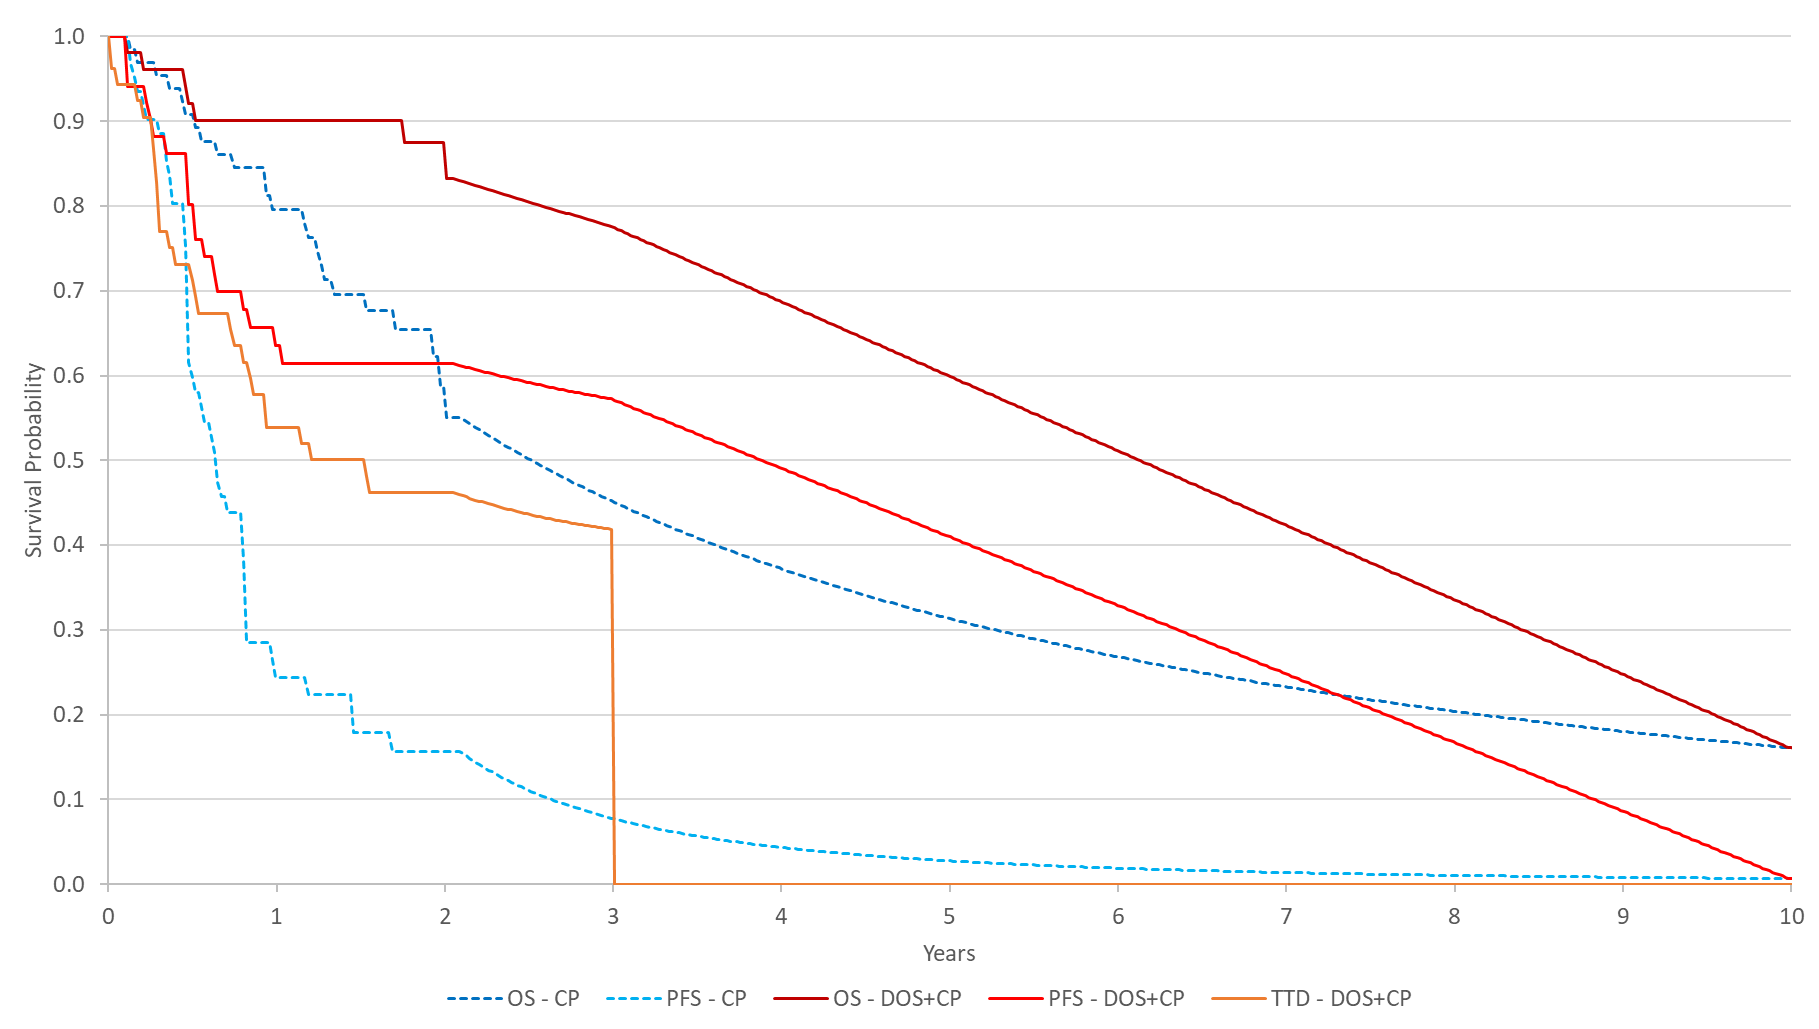 1.0
0.9
0.8
0.7
0.6
0.5
0.4
0.3
0.2
0.1
0.0
Survival Probability
0 1 2 3 4 5 6 7 8 9 10
Years
OS - CP PFS - CP OS - DOS+CP PFS - DOS+CP TTD - DOS+CP